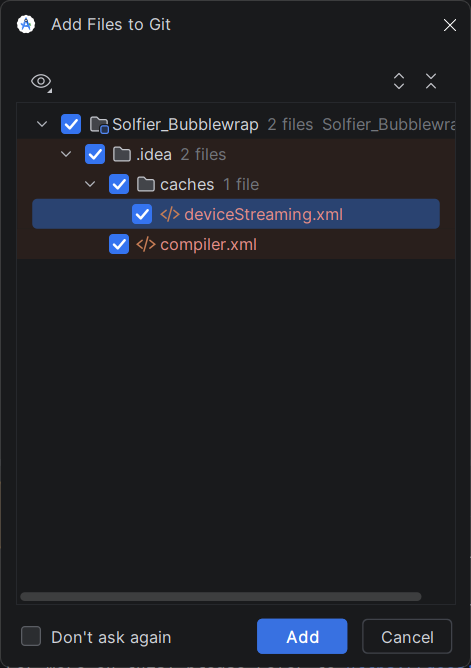 Add Files to Git
Solfier_Bubblewrap 2 files Solfier_Bubblewra
.idea 2 files
caches 1 file
</> deviceStreaming.xml
</> compiler.xml
Don't ask again
Add
Cancel